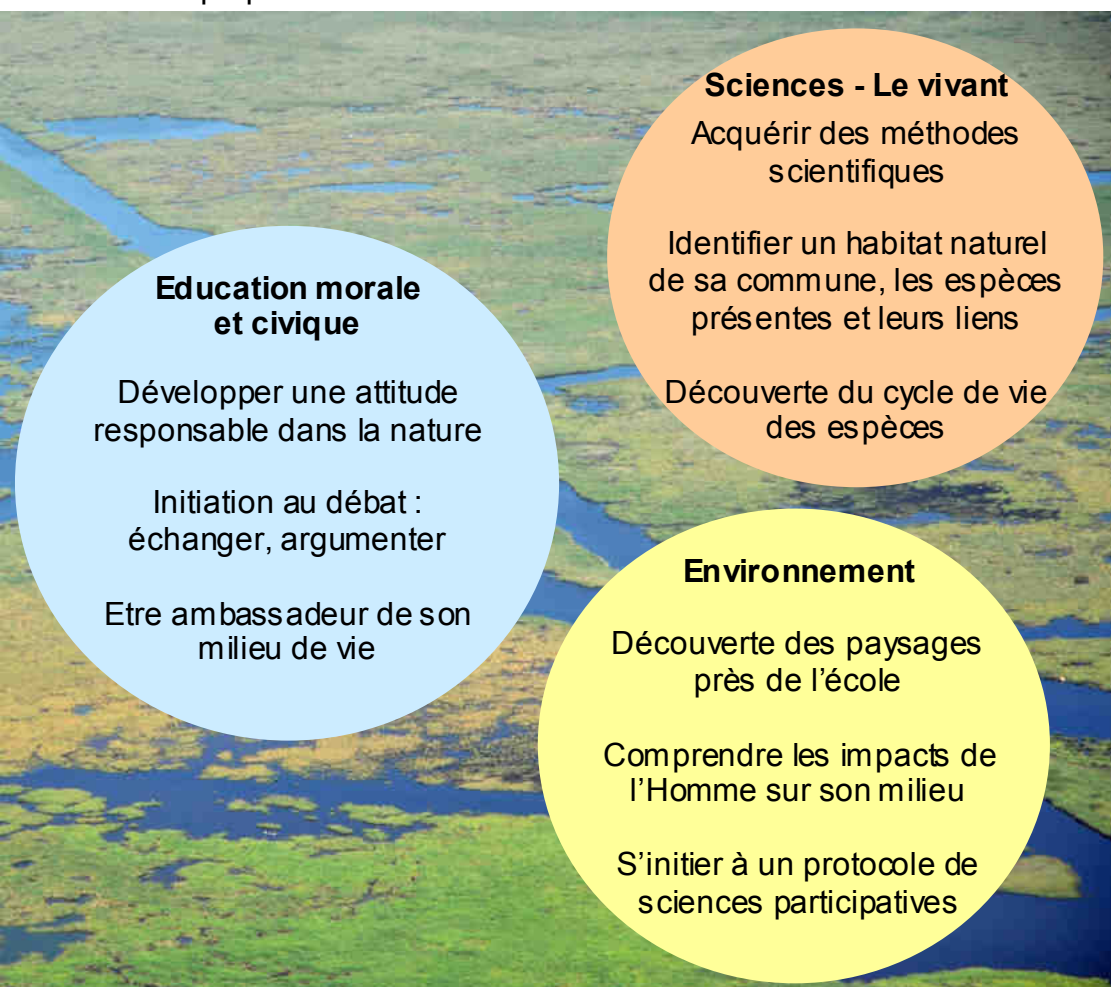 Sciences - Le vivant
Acquérir des méthodes
scientifiques
Identifier un habitat naturel
de sa commune, les espèces
présentes et leurs liens
Découverte du cycle de vie
des espèces
Education morale
et civique
Développer une attitude
responsable dans la nature
Initiation au débat :
échanger, argumenter
Etre ambassadeur de son
milieu de vie
Environnement
Découverte des paysages
près de l’école
Comprendre les impacts de
l’Homme sur son milieu
S’initier à un protocole de
sciences participatives